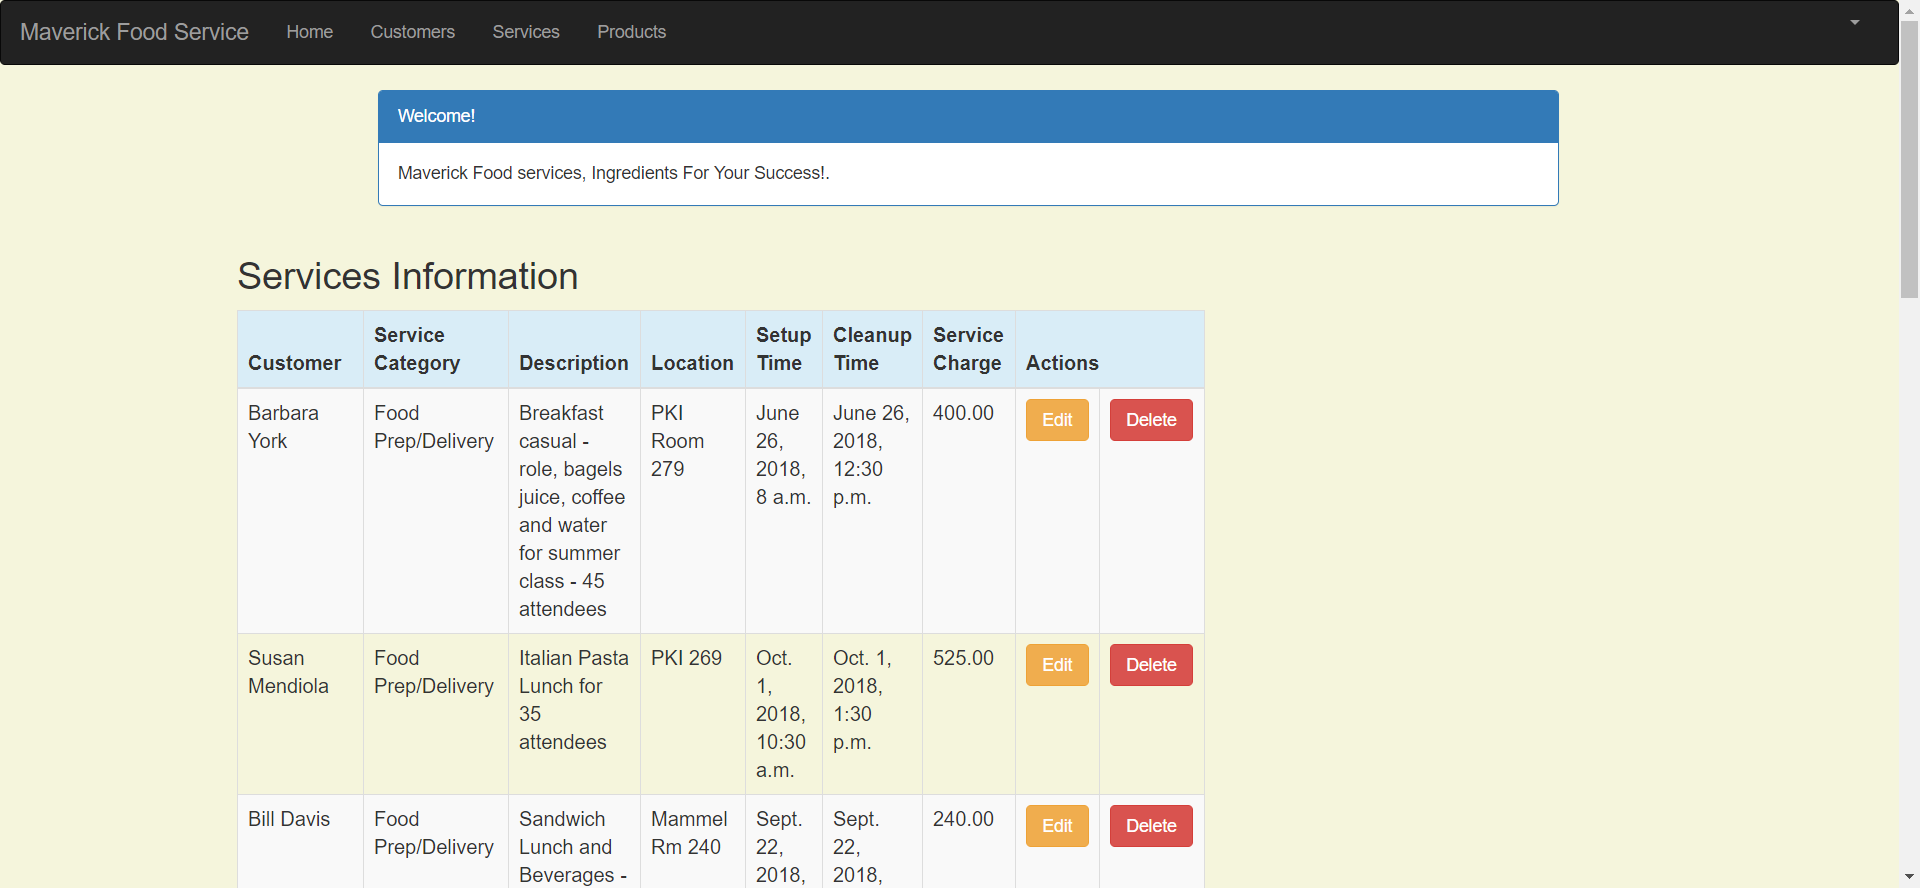 Maverick Food Service Home Customers Services Products
Welcome!
Maverick Food services, Ingredients For Your Success!.
Services Information
Customer
Service
Category
Description
Location
Setup
Time
Cleanup
Time
Service
Charge
Actions
Barbara
York
Food
Prep/Delivery
Breakfast
casual -
role, bagels
juice, coffee
and water
for summer
class - 45
attendees
PKI
Room
279
June
26,
2018,
8 a.m.
June 26,
2018,
12:30
p.m.
400.00
Edit
Delete
Susan
Mendiola
Food
Prep/Delivery
Italian Pasta
Lunch for
35
attendees
PKI 269
Oct.
1,
2018,
10:30
a.m.
Oct. 1,
2018,
1:30
p.m.
525.00
Edit
Delete
Bill Davis
Food
Prep/Delivery
Sandwich
Lunch and
Beverages -
Mammel
Rm 240
Sept.
22,
2018,
Sept.
22,
2018,
240.00
Edit
Delete